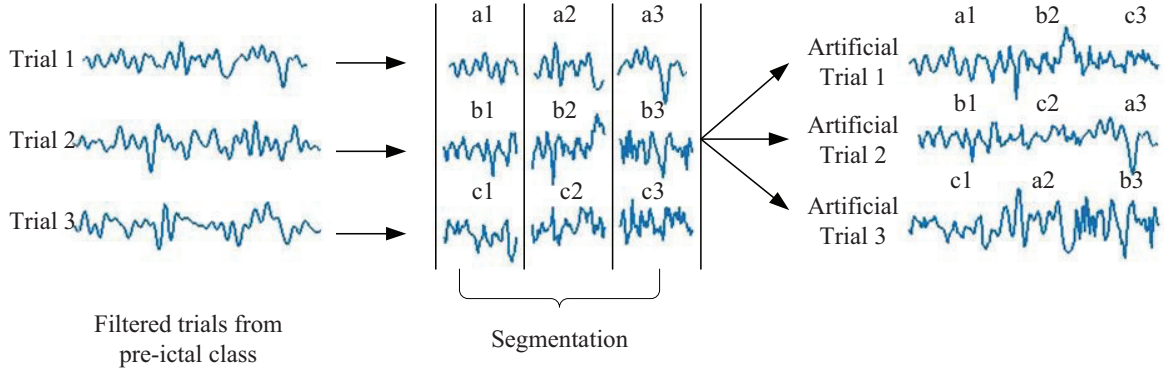 Trial 1
Trial 2
Trial 3
Filtered trials from
pre-ictal class
a1 a2 a3
b1 b2 b3
c1 c2 c3
Segmentation
a1 b2 c3
Artificial
Trial 1
b1 c2 a3
Artificial
Trial 2
c1 a2 b3
Artificial
Trial 3